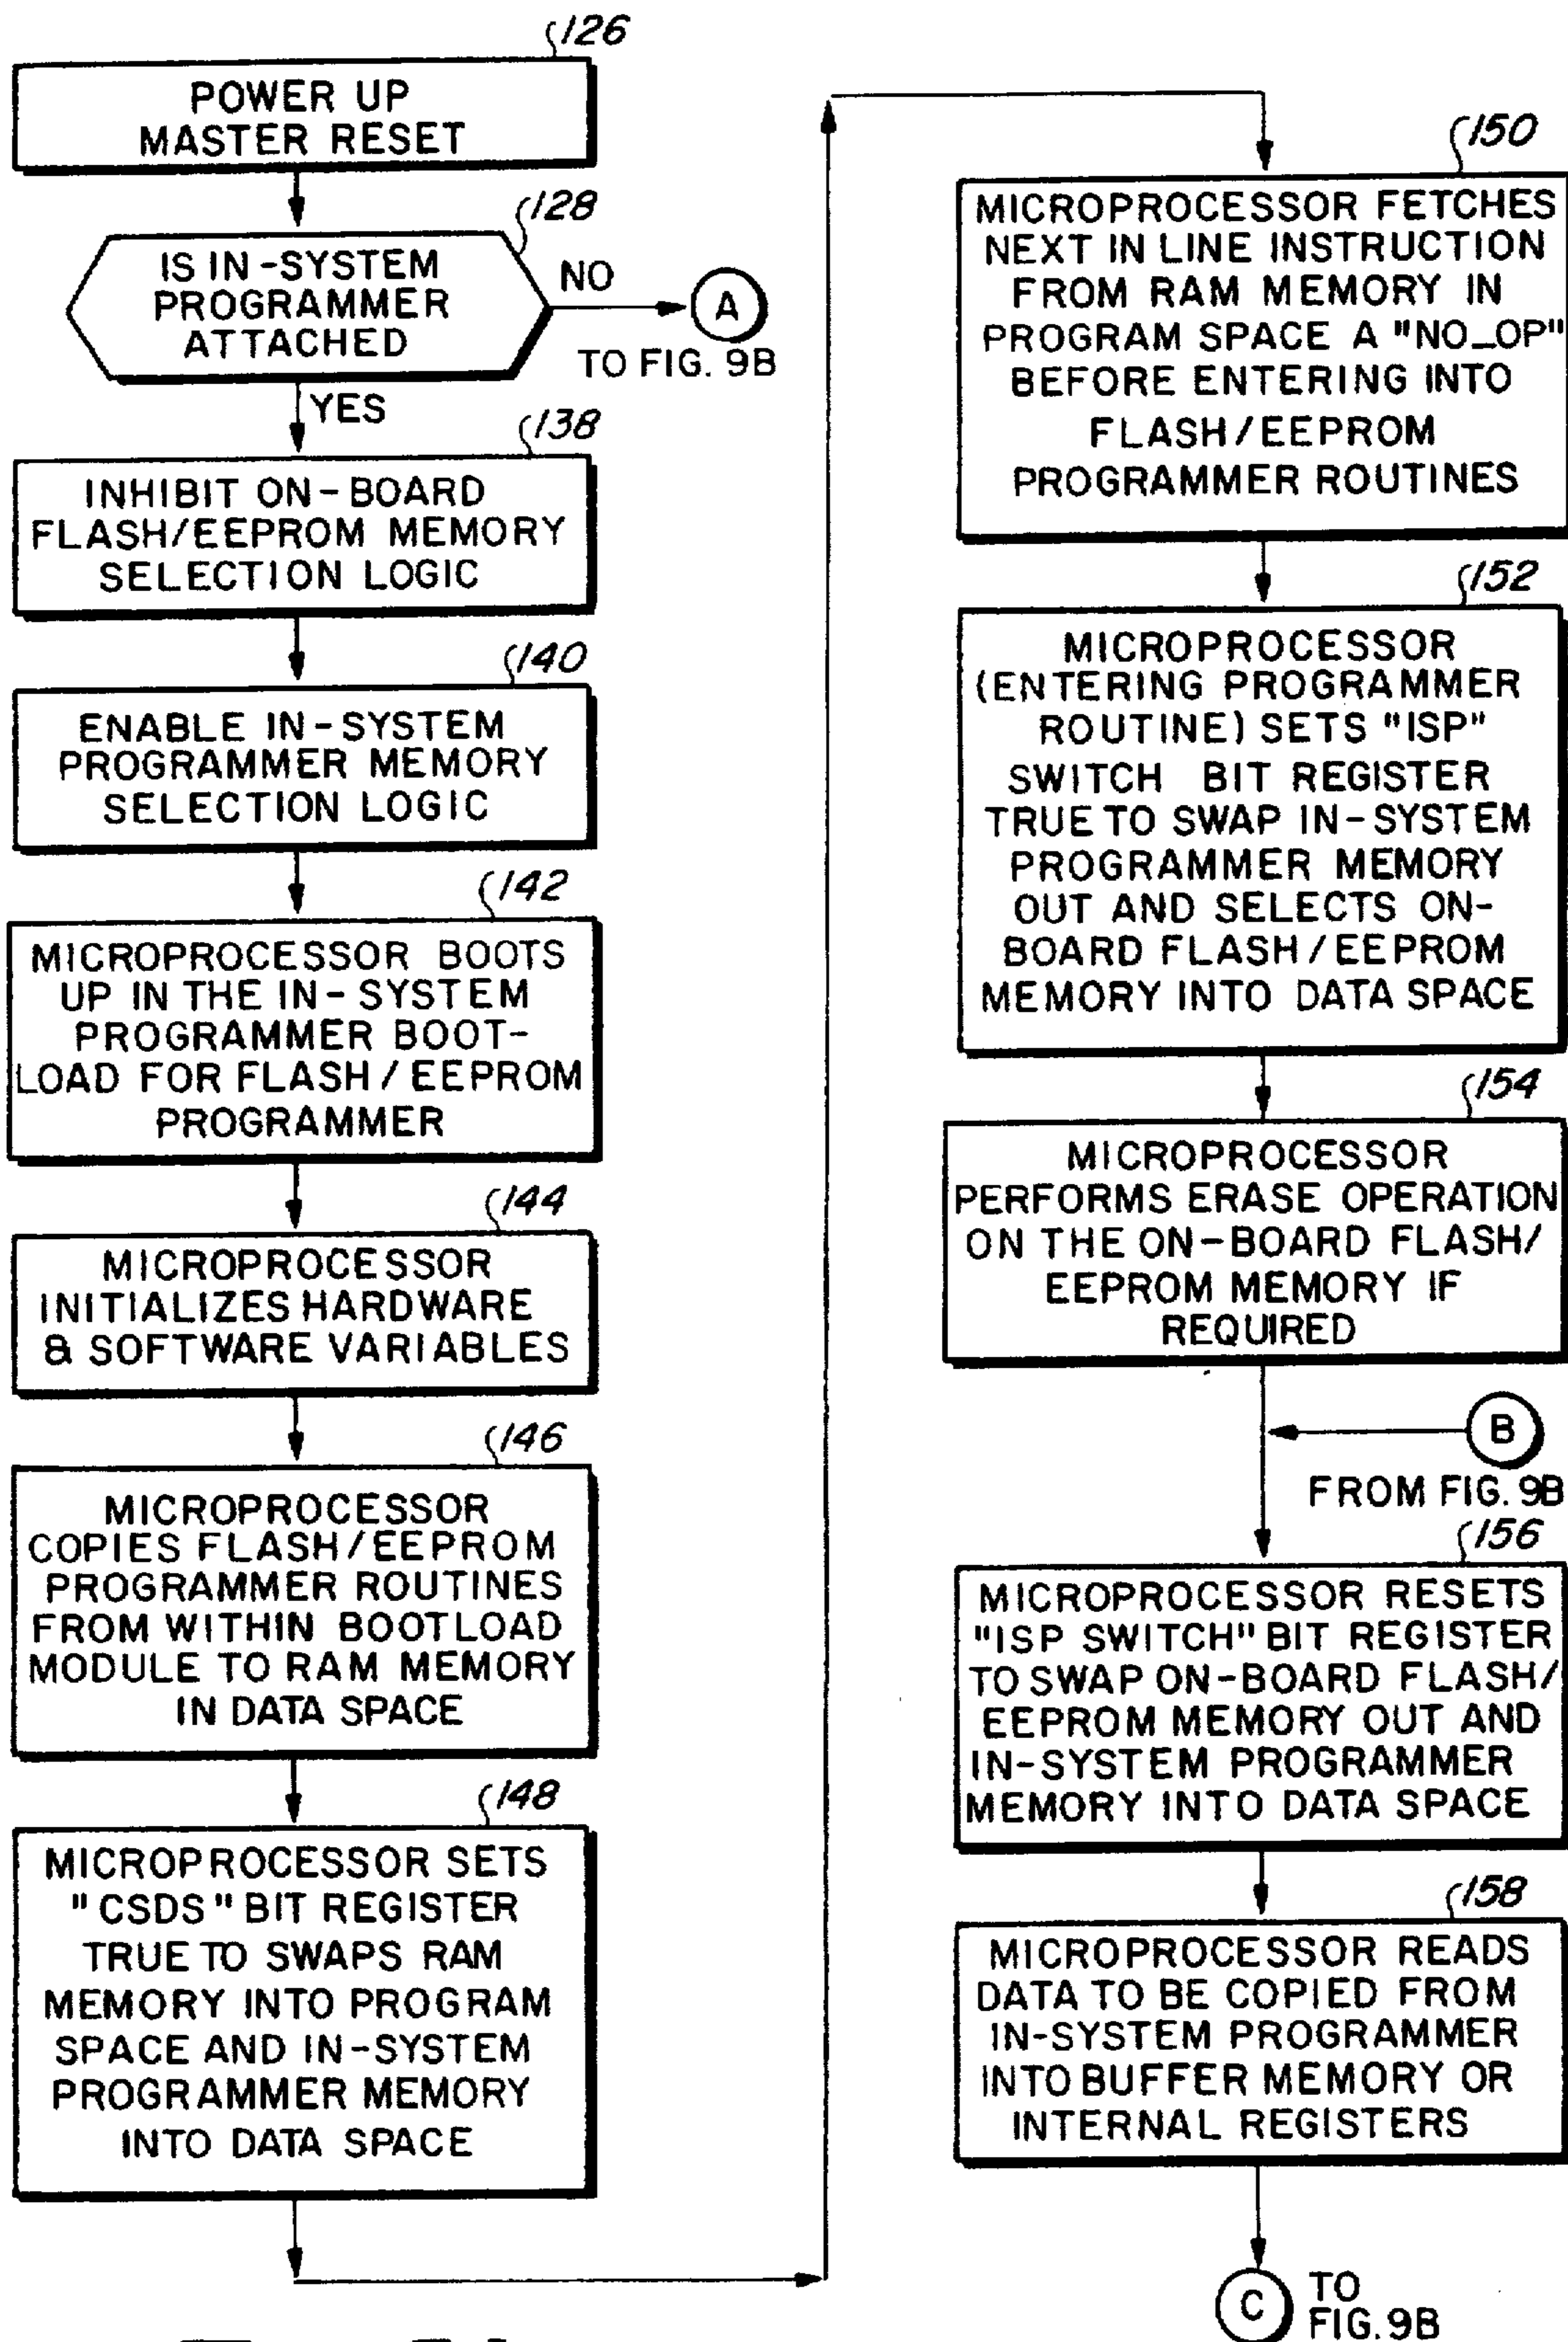 126
POWER UP
MASTER RESET
128
IS IN-SYSTEM
PROGRAMMER
ATTACHED
NO
A
TO FIG. 9B
YES
138
INHIBIT ON-BOARD
FLASH/EEPROM MEMORY
SELECTION LOGIC
140
ENABLE IN-SYSTEM
PROGRAMMER MEMORY
SELECTION LOGIC
142
MICROPROCESSOR BOOTS
UP IN THE IN-SYSTEM
PROGRAMMER BOOT-
LOAD FOR FLASH/EEPROM
PROGRAMMER
144
MICROPROCESSOR
INITIALIZES HARDWARE
& SOFTWARE VARIABLES
146
MICROPROCESSOR
COPIES FLASH/EEPROM
PROGRAMMER ROUTINES
FROM WITHIN BOOTLOAD
MODULE TO RAM MEMORY
IN DATA SPACE
148
MICROPROCESSOR SETS
"CSDS" BIT REGISTER
TRUE TO SWAPS RAM
MEMORY INTO PROGRAM
SPACE AND IN-SYSTEM
PROGRAMMER MEMORY
INTO DATA SPACE
150
MICROPROCESSOR FETCHES
NEXT IN LINE INSTRUCTION
FROM RAM MEMORY IN
PROGRAM SPACE A "NO_OP"
BEFORE ENTERING INTO
FLASH/EEPROM
PROGRAMMER ROUTINES
152
MICROPROCESSOR
(ENTERING PROGRAMMER
ROUTINE) SETS "ISP"
SWITCH BIT REGISTER
TRUE TO SWAP IN-SYSTEM
PROGRAMMER MEMORY
OUT AND SELECTS ON-
BOARD FLASH/EEPROM
MEMORY INTO DATA SPACE
154
MICROPROCESSOR
PERFORMS ERASE OPERATION
ON THE ON-BOARD FLASH/
EEPROM MEMORY IF
REQUIRED
B
FROM FIG. 9B
156
MICROPROCESSOR RESETS
"ISP SWITCH" BIT REGISTER
TO SWAP ON-BOARD FLASH/
EEPROM MEMORY OUT AND
IN-SYSTEM PROGRAMMER
MEMORY INTO DATA SPACE
158
MICROPROCESSOR READS
DATA TO BE COPIED FROM
IN-SYSTEM PROGRAMMER
INTO BUFFER MEMORY OR
INTERNAL REGISTERS
C
TO
FIG. 9B